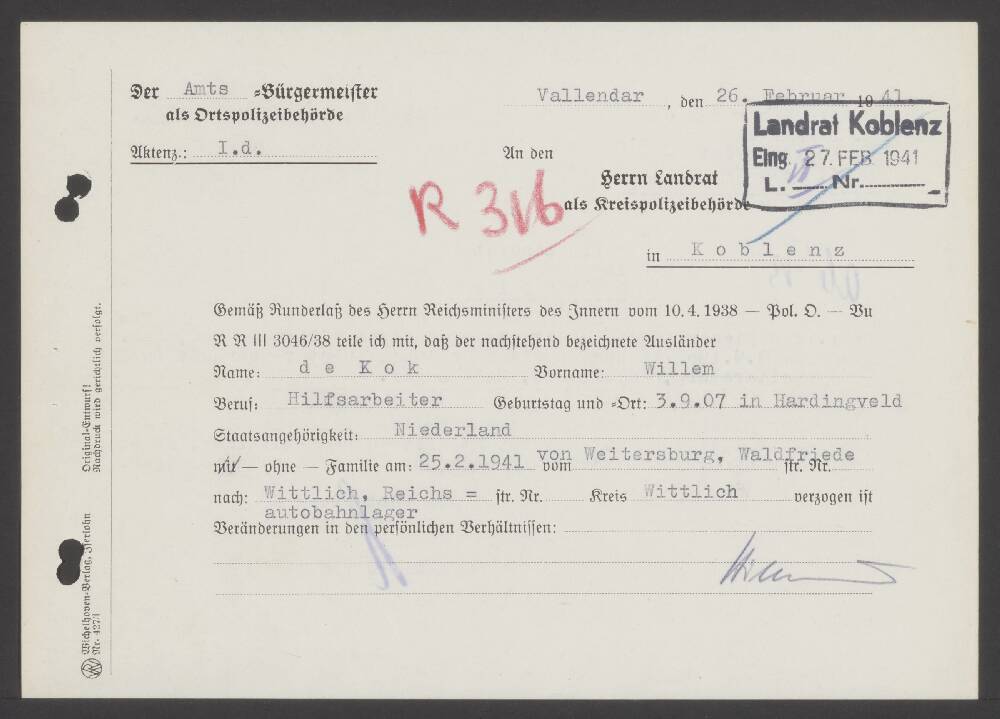 Der Amts =Bürgermeister
als Ortspolizeibehörde
Aktenz.: I.d.
Vallendar, den 26. Februar 1941.
Landrat Koblenz
Eing. 27. FEB. 1941
L. Nr.
An den
Herrn Landrat
als Kreispolizeibehörde
in Koblenz
R 316
Gemäß Runderlaß des Herrn Reichsministers des Innern vom 10.4.1938 — Pol. O. — Vu
R R III 3046/38 teile ich mit, daß der nachstehend bezeichnete Ausländer
Name: de Kok Vorname: Willem
Beruf: Hilfsarbeiter Geburtstag und =Ort: 3.9.07 in Hardingveld
Staatsangehörigkeit: Niederland
mit — ohne — Familie am: 25.2.1941 vom von Weitersburg, Waldfriede str. Nr.
nach: Wittlich, Reichs = str. Nr. Kreis Wittlich verzogen ist
autobahnlager
Veränderungen in den persönlichen Verhältnissen:
Original-Entwurf!
Nachdruck wird gerichtlich verfolgt.
Wichelhoven-Verlag, Iserlohn
Nr. 427/1